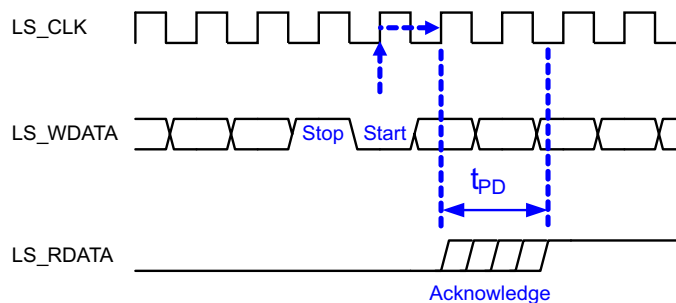 LS_CLK
LS_WDATA
Stop
Start
tPD
LS_RDATA
Acknowledge